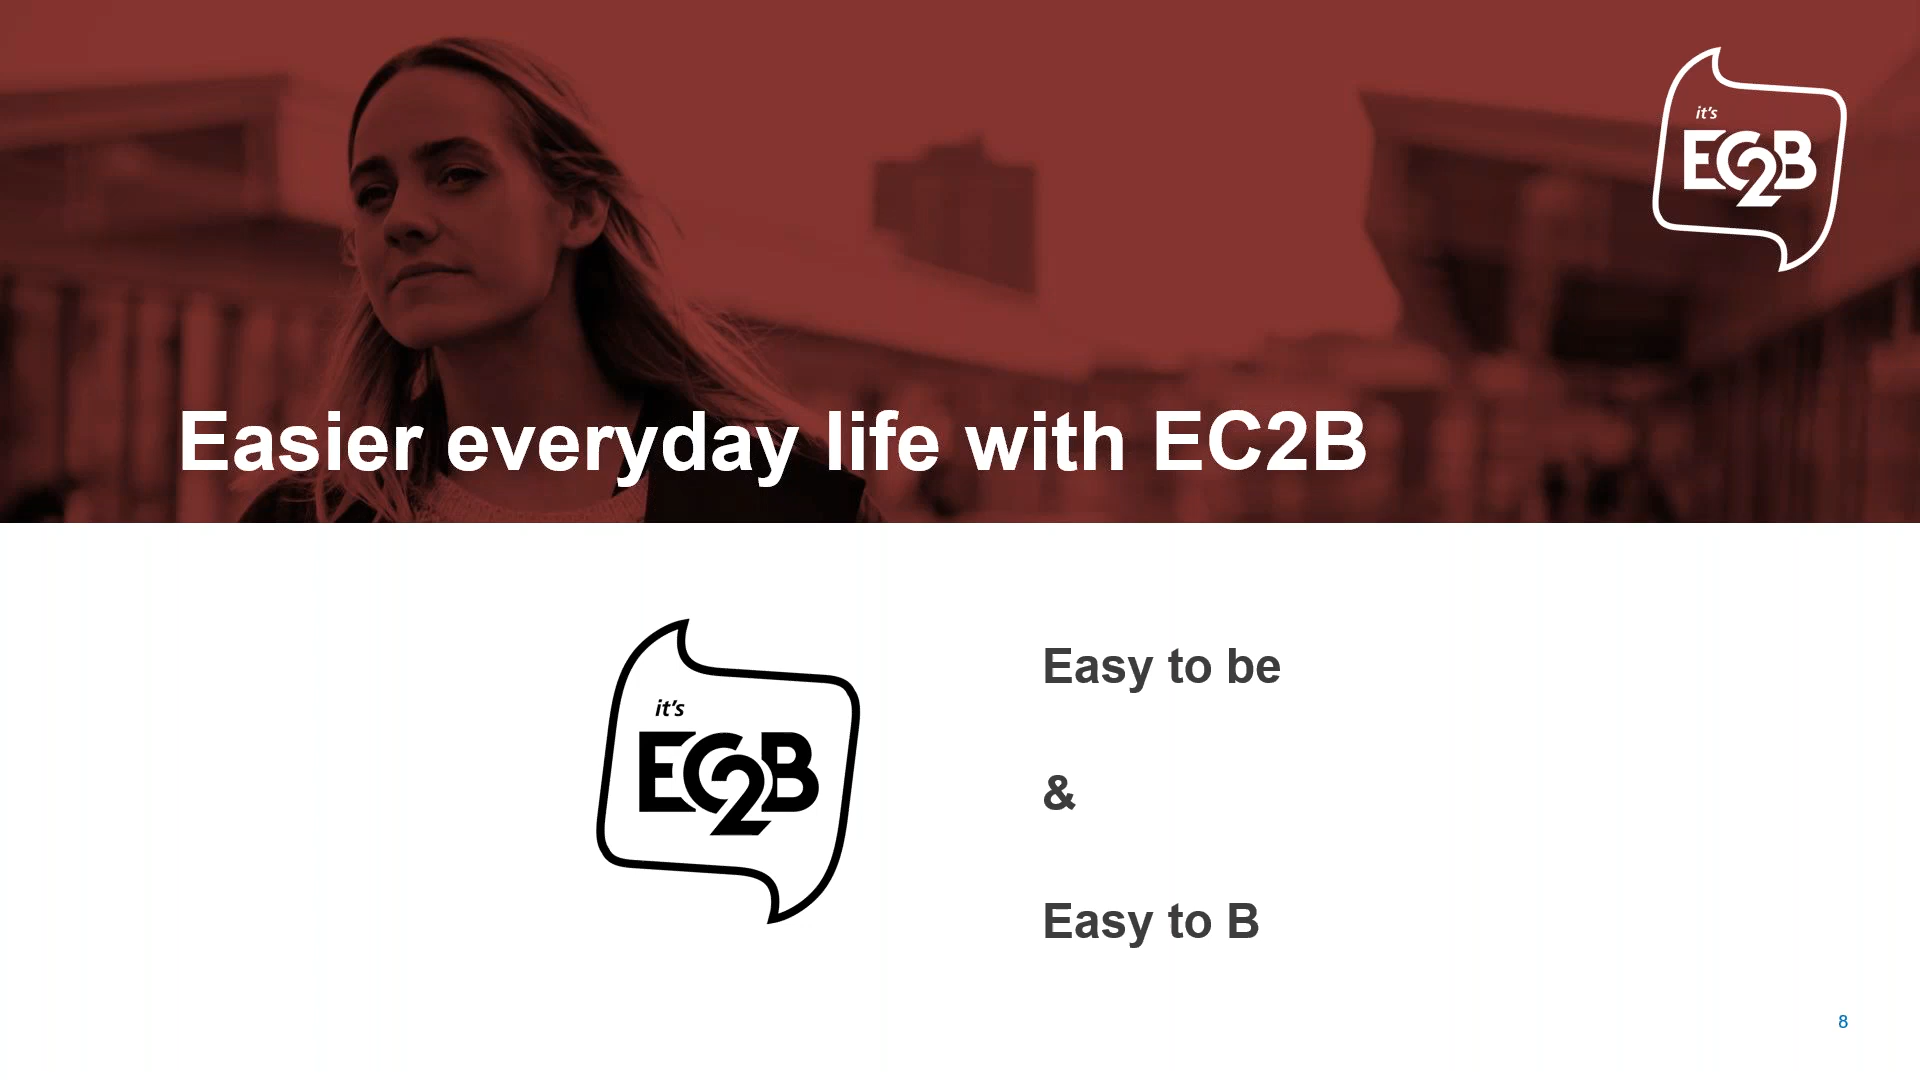 it's
EC2B
Easier everyday life with EC2B
it's
EC2B
Easy to be
&
Easy to B
8